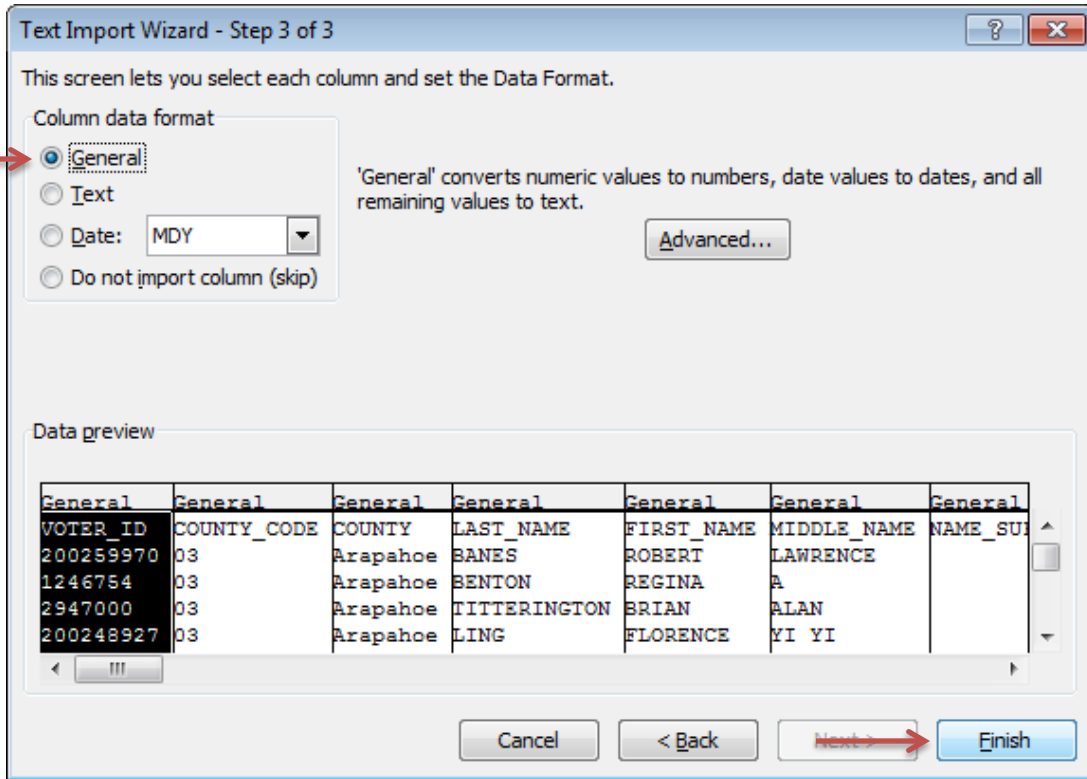 Text Import Wizard - Step 3 of 3
This screen lets you select each column and set the Data Format.
Column data format
General
Text
Date: MDY
Do not import column (skip)
'General' converts numeric values to numbers, date values to dates, and all
remaining values to text.
Advanced...
Data preview
General General General General General General General
VOTER_ID COUNTY_CODE COUNTY LAST_NAME FIRST_NAME MIDDLE_NAME NAME_SU
200259970 03 Arapahoe BANES ROBERT LAWRENCE
1246754 03 Arapahoe BENTON REGINA A
2947000 03 Arapahoe TITTERINGTON BRIAN ALAN
200248927 03 Arapahoe LING FLORENCE YI YI
Cancel < Back Next > Finish